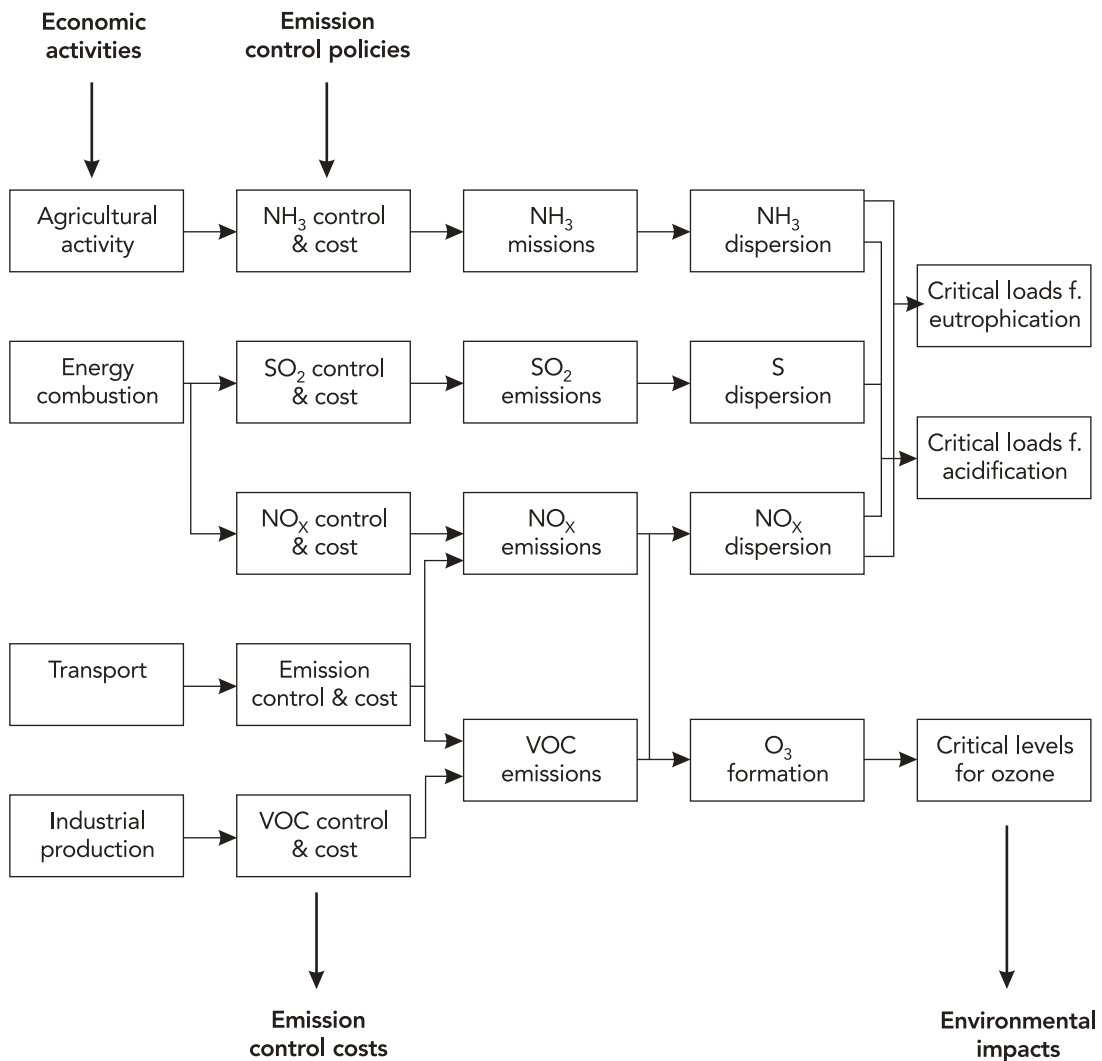 Economic
activities
Emission
control policies
Agricultural
activity
NH₃ control
& cost
NH₃
missions
NH₃
dispersion
Critical loads f.
eutrophication
Energy
combustion
SO₂ control
& cost
SO₂
emissions
S
dispersion
Critical loads f.
acidification
NOₓ control
& cost
NOₓ
emissions
NOₓ
dispersion
Transport
Emission
control & cost
VOC
emissions
O₃
formation
Critical levels
for ozone
Industrial
production
VOC control
& cost
Emission
control costs
Environmental
impacts